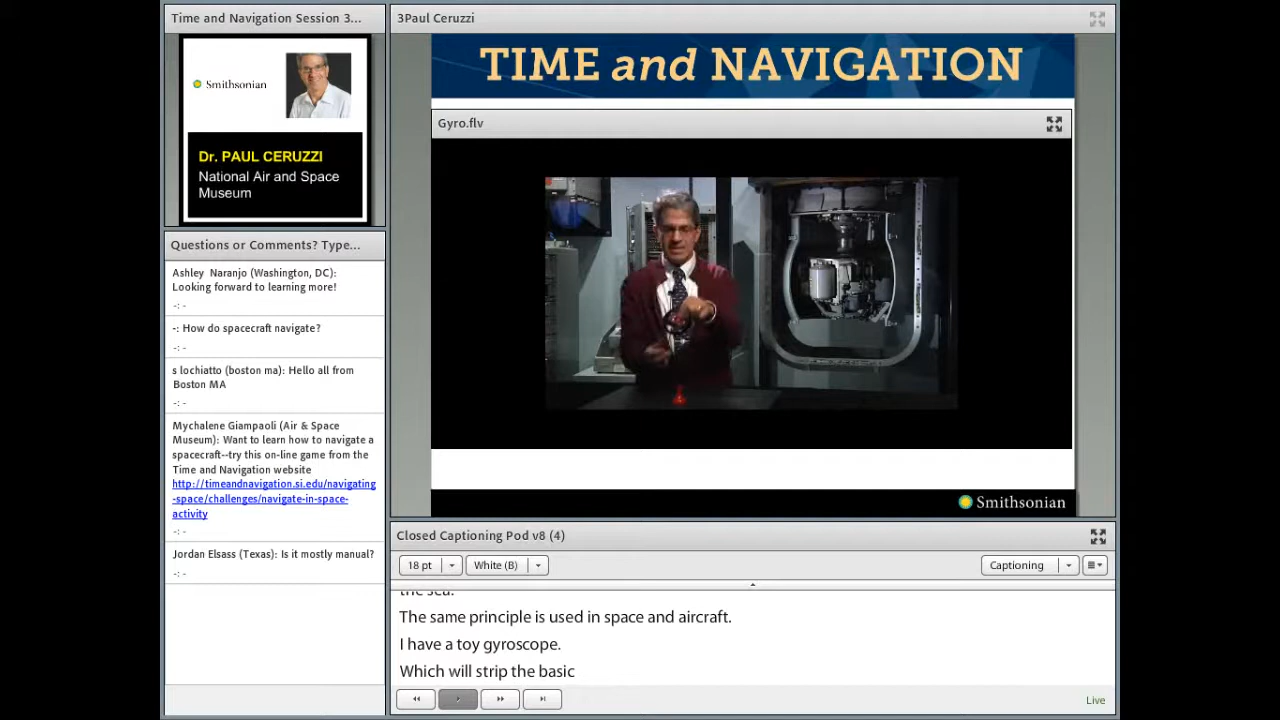 Time and Navigation Session 3...
Smithsonian
Dr. PAUL CERUZZI
National Air and Space
Museum
Questions or Comments? Type...
Ashley Naranjo (Washington, DC):
Looking forward to learning more!
-: -
-: How do spacecraft navigate?
-: -
s lochiatto (boston ma): Hello all from
Boston MA
-: -
Mychalene Giampaoli (Air & Space
Museum): Want to learn how to navigate a
spacecraft--try this on-line game from the
Time and Navigation website
http://timeandnavigation.si.edu/navigating
-space/challenges/navigate-in-space-
activity
-: -
Jordan Elsass (Texas): Is it mostly manual?
-: -
3Paul Ceruzzi
TIME and NAVIGATION
Gyro.flv
Smithsonian
Closed Captioning Pod v8 (4)
18 pt
White (B)
Captioning
the sea.
The same principle is used in space and aircraft.
I have a toy gyroscope.
Which will strip the basic
Live